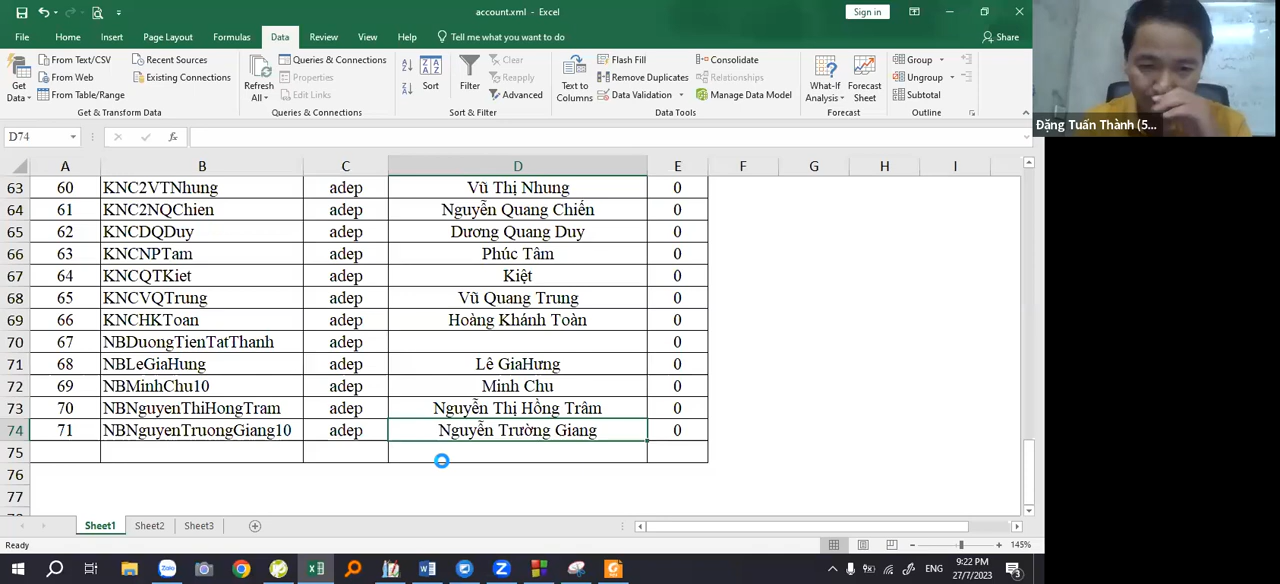 account.xml - Excel
Sign in
File Home Insert Page Layout Formulas Data Review View Help Tell me what you want to do Share
Get Data
From Text/CSV
From Web
From Table/Range
Recent Sources
Existing Connections
Get & Transform Data
Refresh All
Queries & Connections
Properties
Edit Links
Queries & Connections
Sort
Filter
Clear
Reapply
Advanced
Sort & Filter
Text to Columns
Flash Fill
Remove Duplicates
Data Validation
Consolidate
Relationships
Manage Data Model
Data Tools
What-If Analysis
Forecast Sheet
Forecast
Group
Ungroup
Subtotal
Outline
Đặng Tuấn Thành (5...
D74 fx
A B C D E F G H I
63 60 KNC2VTNhung adep Vũ Thị Nhung 0
64 61 KNC2NQChien adep Nguyễn Quang Chiến 0
65 62 KNCDQDuy adep Dương Quang Duy 0
66 63 KNCNPTam adep Phúc Tâm 0
67 64 KNCQTKiet adep Kiệt 0
68 65 KNCVQTrung adep Vũ Quang Trung 0
69 66 KNCHKToan adep Hoàng Khánh Toàn 0
70 67 NBDuongTienTatThanh adep 0
71 68 NBLeGiaHung adep Lê GiaHưng 0
72 69 NBMinhChu10 adep Minh Chu 0
73 70 NBNguyenThiHongTram adep Nguyễn Thị Hồng Trâm 0
74 71 NBNguyenTruongGiang10 adep Nguyễn Trường Giang 0
75
76
77
Sheet1 Sheet2 Sheet3
Ready 145%
Zalo
ENG
9:22 PM
27/7/2023
3